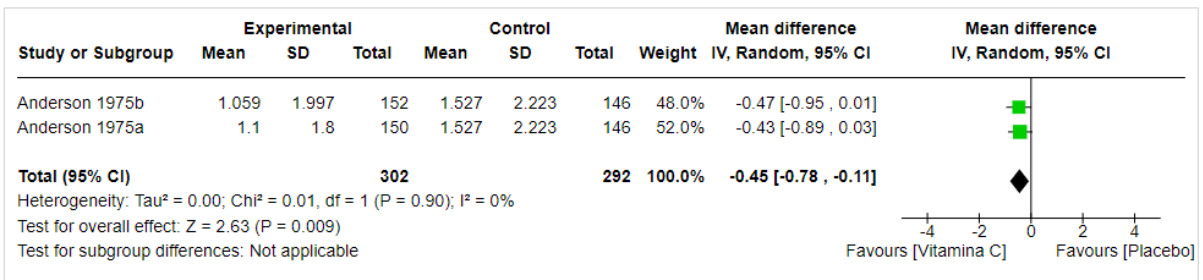 Experimental Control Mean difference Mean difference
Study or Subgroup Mean SD Total Mean SD Total Weight IV, Random, 95% CI IV, Random, 95% CI
Anderson 1975b 1.059 1.997 152 1.527 2.223 146 48.0% -0.47 [-0.95 , 0.01]
Anderson 1975a 1.1 1.8 150 1.527 2.223 146 52.0% -0.43 [-0.89 , 0.03]
Total (95% CI) 302 292 100.0% -0.45 [-0.78 , -0.11]
Heterogeneity: Tau² = 0.00; Chi² = 0.01, df = 1 (P = 0.90); I² = 0%
Test for overall effect: Z = 2.63 (P = 0.009)
-4 -2 0 2 4
Test for subgroup differences: Not applicable Favours [Vitamina C] Favours [Placebo]